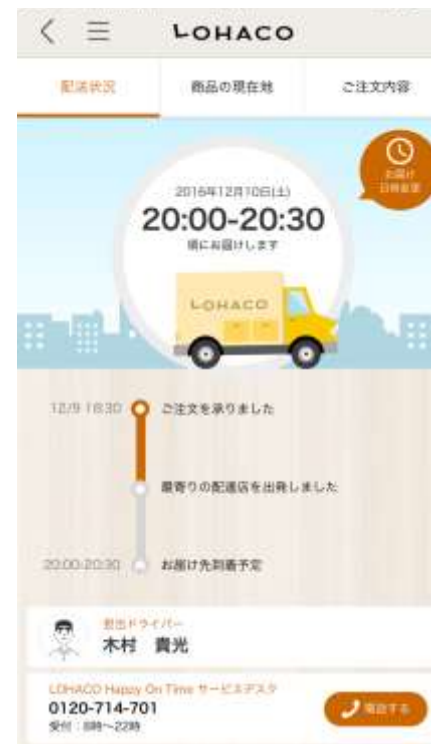 LOHACO
配送状況 商品の現在地 ご注文内容
お届け
日時変更
2016年12月10日(土)
20:00-20:30
頃にお届けします
LOHACO
12/9 18:30 ご注文を承りました
最寄りの配達店を出発しました
20:00-20:30 お届け先到着予定
担当ドライバー
木村 貴光
LOHACO Happy On Time サービスデスク
0120-714-701
電話する
受付:8時~22時